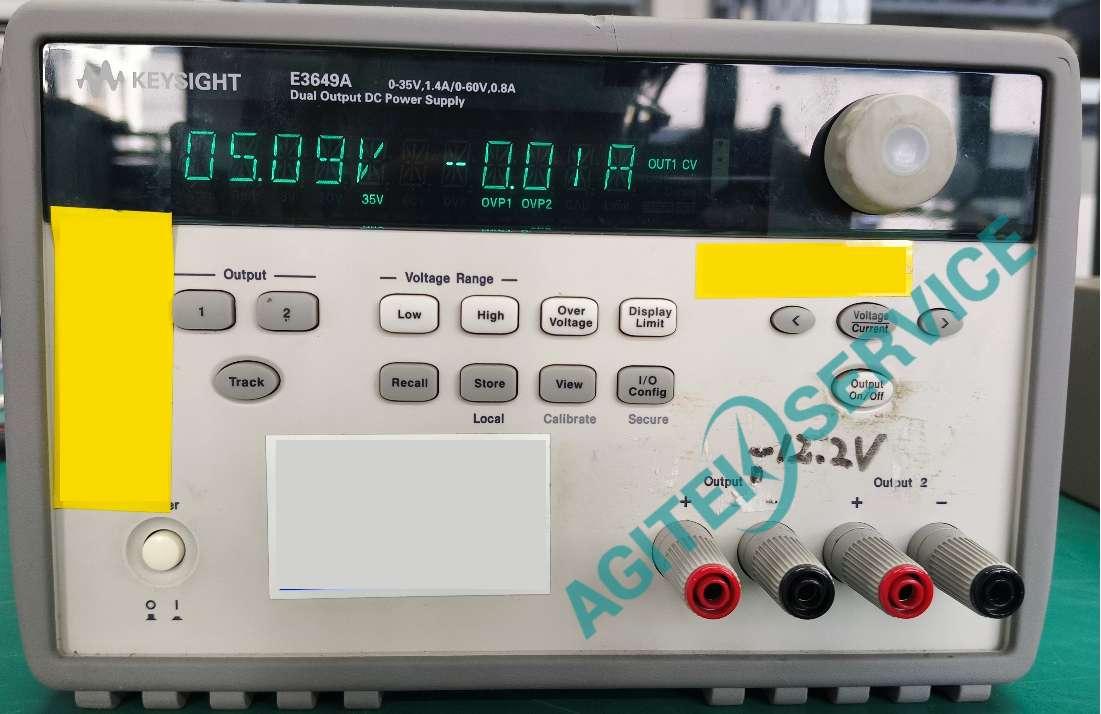 KEYSIGHT E3649A 0-35V,1.4A/0-60V,0.8A
Dual Output DC Power Supply
05.09V -0.01A OUT1 CV
35V OVP1 OVP2
Output Voltage Range
1 2 Low High Over Voltage Display Limit < Voltage Current >
Track Recall Store View I/O Config Output On/Off
Local Calibrate Secure
-12.2V
Output Output 2
+ + -
O I
AGITEK SERVICE